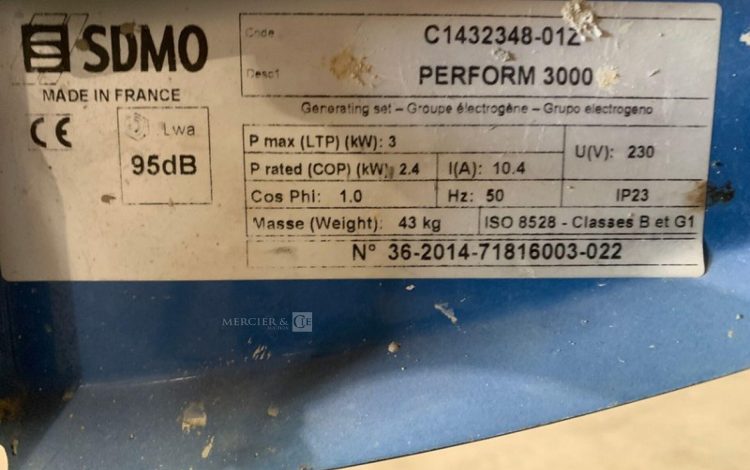 SDMO
MADE IN FRANCE
CE
Lwa
95dB
Code C1432348-01Z
Desc1 PERFORM 3000
Generating set – Groupe électrogène – Grupo electrogeno
P max (LTP) (kW): 3
U(V): 230
P rated (COP) (kW): 2.4 I(A): 10.4
Cos Phi: 1.0 Hz: 50 IP23
Masse (Weight): 43 kg ISO 8528 - Classes B et G1
N° 36-2014-71816003-022
MERCIER & CIE